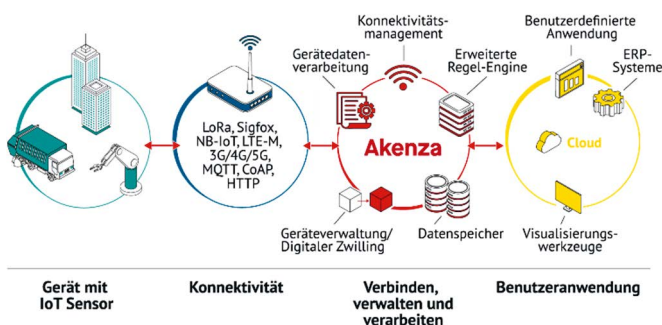 Konnektivitäts-
management
Gerätedaten-
verarbeitung
Erweiterte
Regel-Engine
Benutzerdefinierte
Anwendung
ERP-
Systeme
LoRa, Sigfox,
NB-IoT, LTE-M,
3G/4G/5G,
MQTT, CoAP,
HTTP
Akenza
Cloud
Geräteverwaltung/
Digitaler Zwilling
Datenspeicher
Visualisierungs-
werkzeuge
Gerät mit
IoT Sensor
Konnektivität
Verbinden,
verwalten und
verarbeiten
Benutzeranwendung